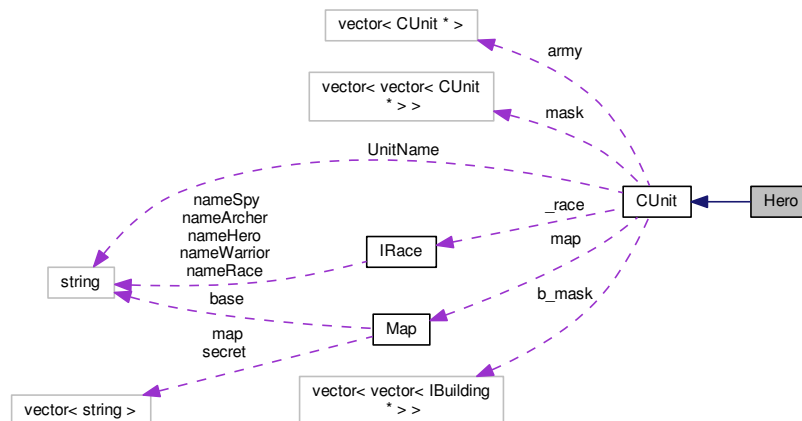 vector< CUnit * >
army
vector< vector< CUnit
* > >
mask
UnitName
nameSpy
nameArcher
nameHero
nameWarrior
nameRace
_race
CUnit
Hero
IRace
map
string
base
b_mask
Map
map
secret
vector< vector< IBuilding
* > >
vector< string >